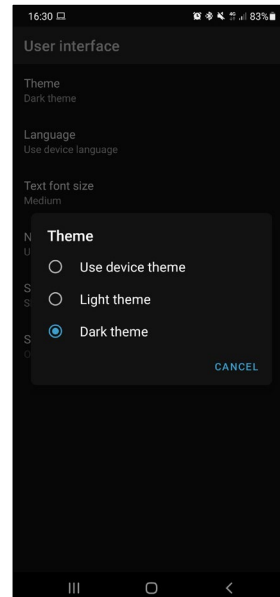 16:30 83%
User interface
Theme
Dark theme
Language
Use device language
Text font size
Medium
N
U
S
S
S
O
Theme
Use device theme
Light theme
Dark theme
CANCEL